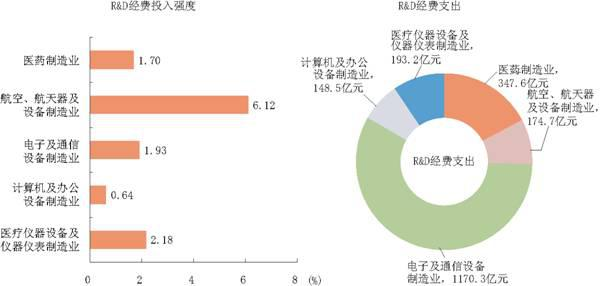 R&D经费投入强度
医药制造业
1.70
航空、航天器及
设备制造业
6.12
电子及通信
设备制造业
1.93
计算机及办公
设备制造业
0.64
医疗仪器设备及
仪器仪表制造业
2.18
0
2
4
6
8
(%)
R&D经费支出
医疗仪器设备及
仪器仪表制造业,
193.2亿元
计算机及办公
设备制造业,
148.5亿元
医药制造业,
347.6亿元
航空、航天器
及设备制造业,
174.7亿元
R&D经费支出
电子及通信设备
制造业, 1170.3亿元